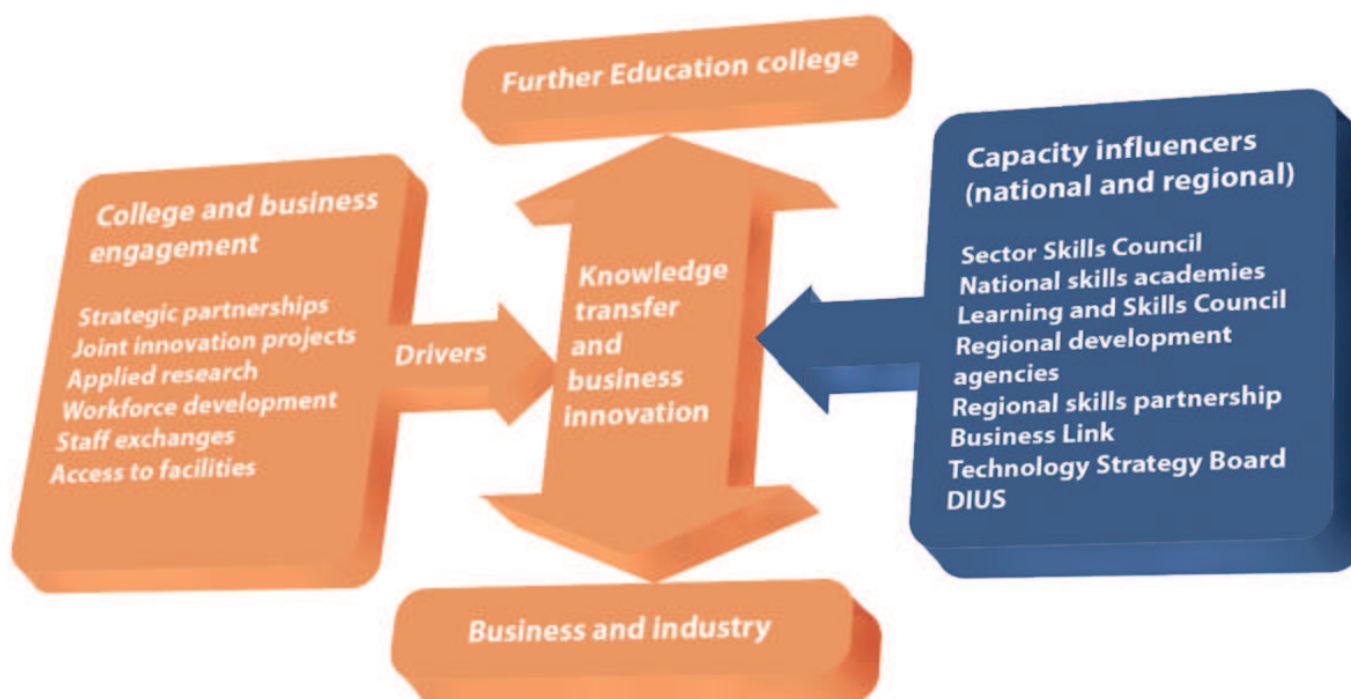 Further Education college
College and business
engagement
Strategic partnerships
Joint innovation projects
Applied research
Workforce development
Staff exchanges
Access to facilities
Drivers
Knowledge
transfer
and
business
innovation
Capacity influencers
(national and regional)
Sector Skills Council
National skills academies
Learning and Skills Council
Regional development
agencies
Regional skills partnership
Business Link
Technology Strategy Board
DIUS
Business and industry